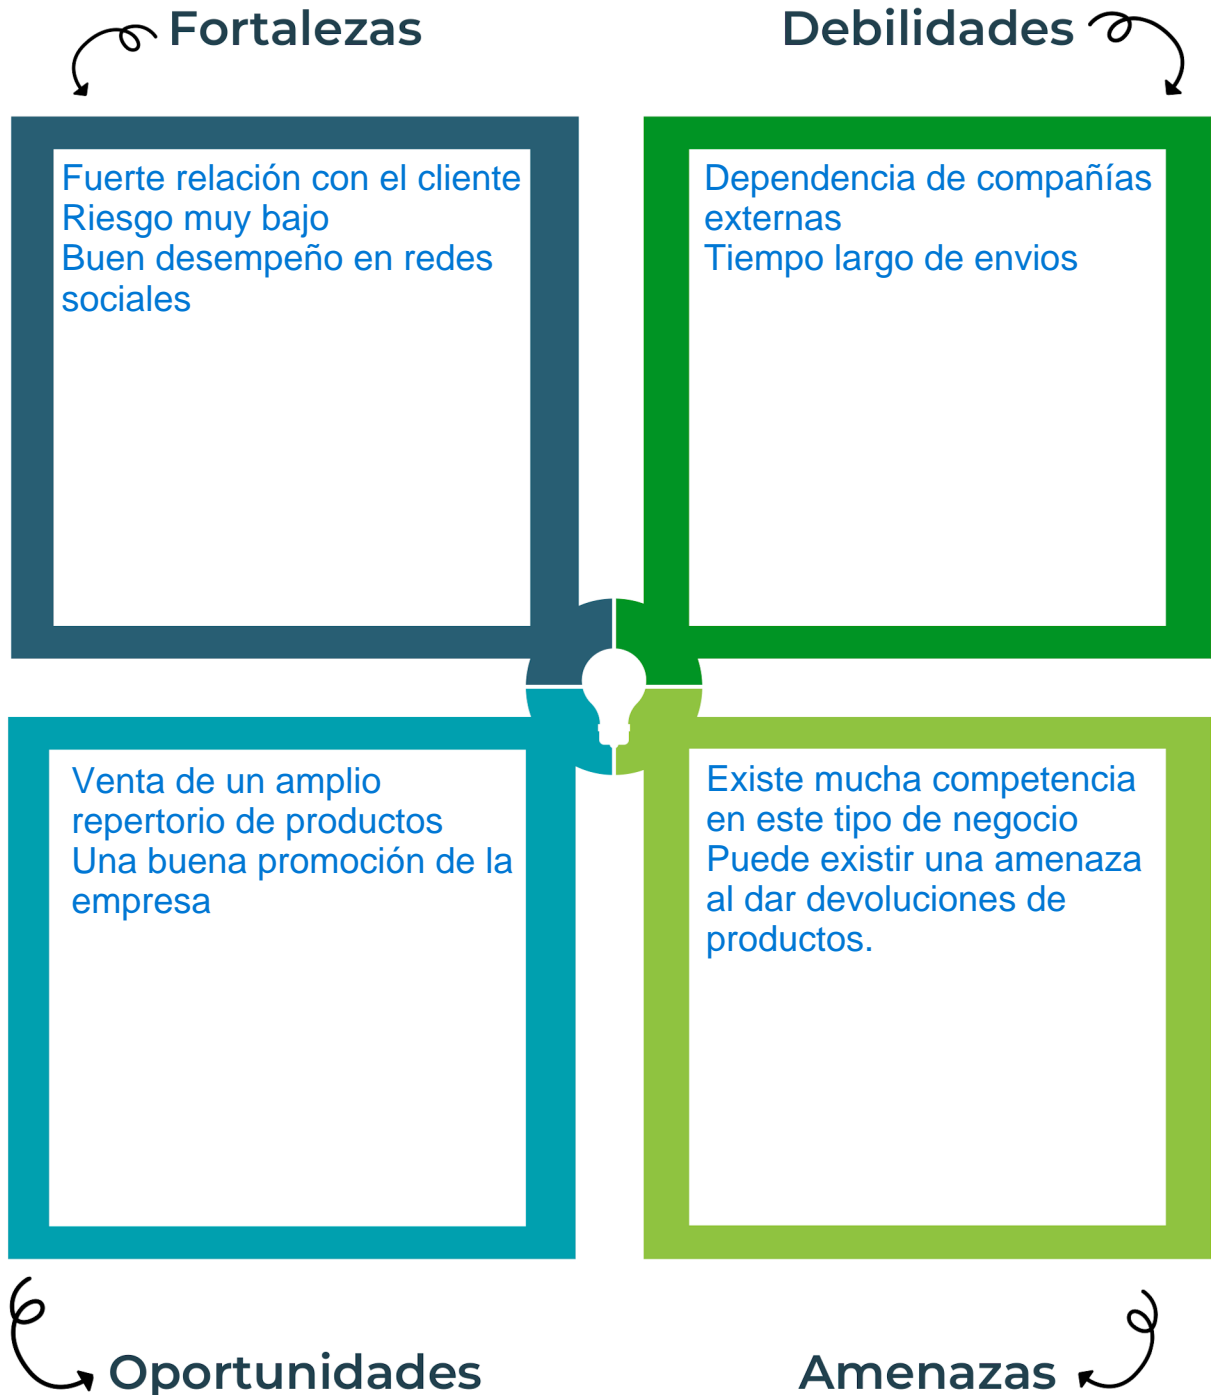 Fortalezas
Debilidades
Fuerte relación con el cliente
Riesgo muy bajo
Buen desempeño en redes
sociales
Dependencia de compañías
externas
Tiempo largo de envios
Venta de un amplio
repertorio de productos
Una buena promoción de la
empresa
Existe mucha competencia
en este tipo de negocio
Puede existir una amenaza
al dar devoluciones de
productos.
Oportunidades
Amenazas